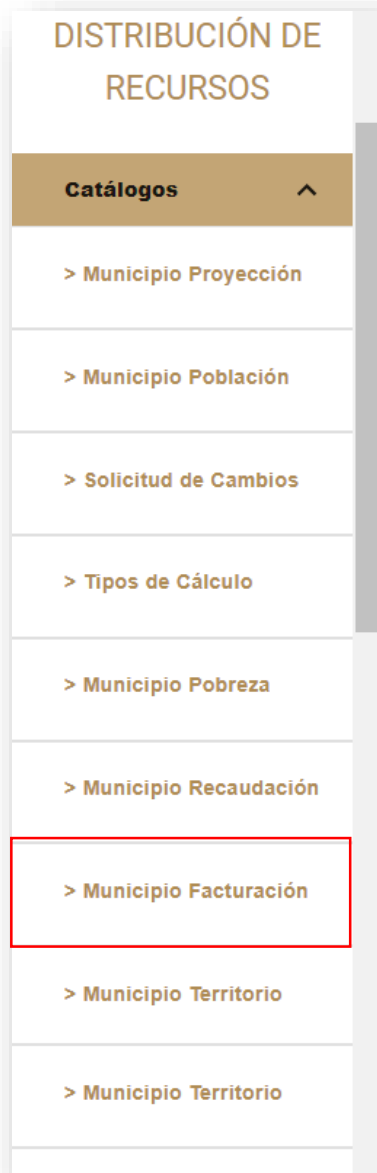 DISTRIBUCIÓN DE
RECURSOS
Catálogos
> Municipio Proyección
> Municipio Población
> Solicitud de Cambios
> Tipos de Cálculo
> Municipio Pobreza
> Municipio Recaudación
> Municipio Facturación
> Municipio Territorio
> Municipio Territorio